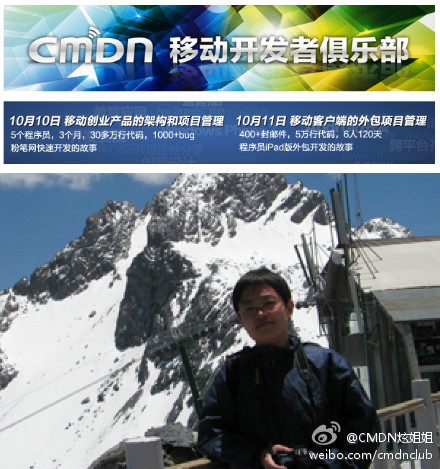 CMDN 移动开发者俱乐部
10月10日 移动创业产品的架构和项目管理
5个程序员，3个月，30多万行代码，1000+bug
粉笔网快速开发的故事
10月11日 移动客户端的外包项目管理
400+封邮件，5万行代码，6人120天
程序员iPad版外包开发的故事
@CMDN炫姐姐
weibo.com/cmdnclub